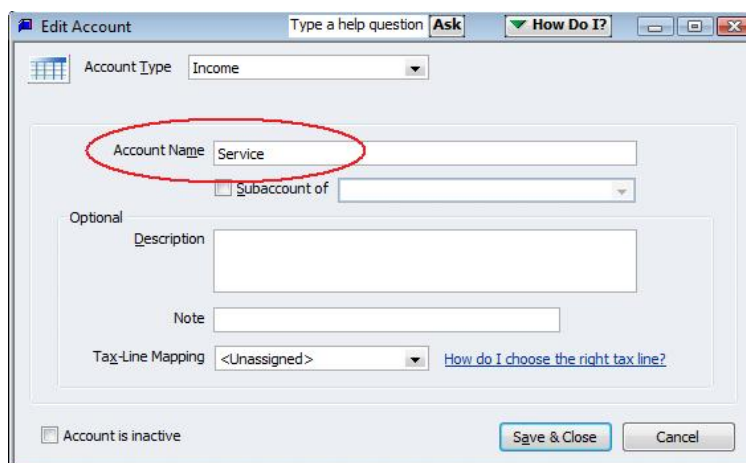 Edit Account Type a help question Ask How Do I?
Account Type Income
Account Name Service
Subaccount of
Optional
Description
Note
Tax-Line Mapping <Unassigned> How do I choose the right tax line?
Account is inactive Save & Close Cancel